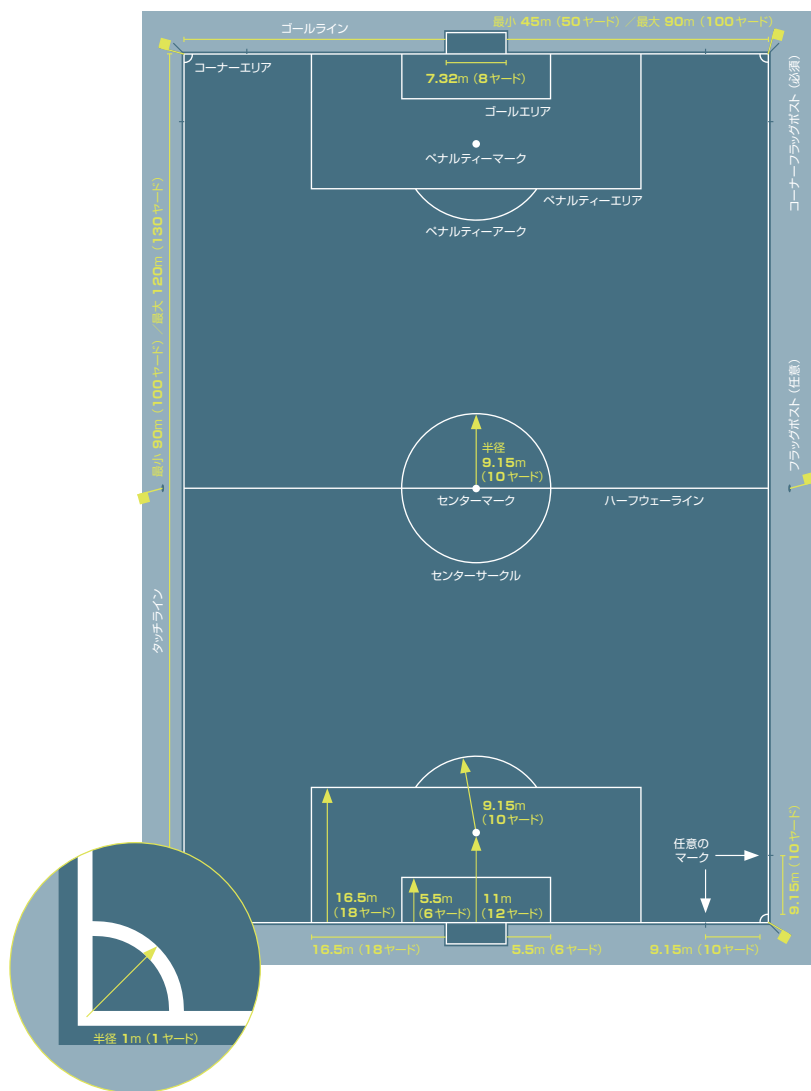 ゴールライン
最小 45m（50ヤード）／最大 90m（100ヤード）
コーナーエリア
7.32m（8ヤード）
ゴールエリア
ペナルティーマーク
ペナルティーエリア
ペナルティーアーク
コーナーフラッグポスト（必須）
最小 90m（100ヤード）／最大 120m（130ヤード）
フラッグポスト（任意）
半径
9.15m
（10ヤード）
センターマーク
ハーフウェーライン
センターサークル
タッチライン
9.15m
（10ヤード）
任意の
マーク
9.15m（10ヤード）
16.5m
（18ヤード）
5.5m
（6ヤード）
11m
（12ヤード）
16.5m（18ヤード）
5.5m（6ヤード）
9.15m（10ヤード）
半径 1m（1ヤード）